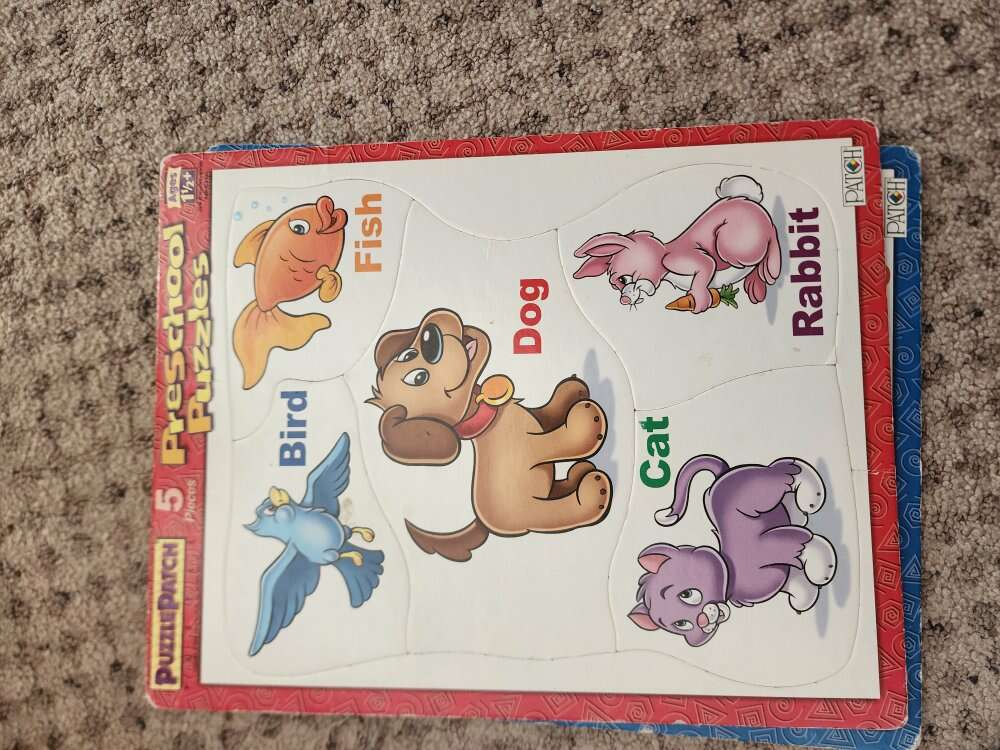 PUZZLEPATCH
5
Pieces
Preschool
Puzzles
Ages
1½+
Bird
Fish
Dog
Cat
Rabbit
PATCH
PATCH